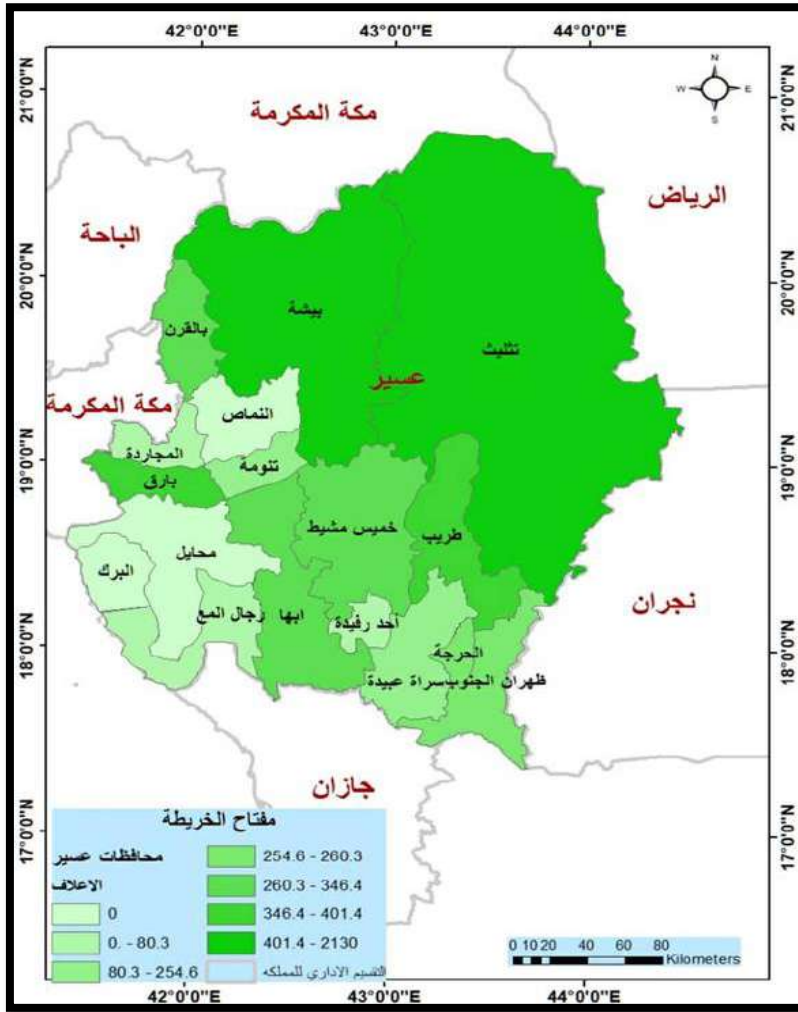 42°0'0"E 43°0'0"E 44°0'0"E
21°0'0"N
21°0'0"N
20°0'0"N
20°0'0"N
19°0'0"N
19°0'0"N
18°0'0"N
18°0'0"N
17°0'0"N
17°0'0"N
N
W E
S
مكة المكرمة
الرياض
الباحة
بيشة
بالقرن
تثليث
عسير
مكة المكرمة
النماص
المجاردة
تنومة
بارق
خميس مشيط
طريب
محايل
البرك
نجران
رجال المع
ابها
أحد رفيدة
الحرجة
ظهران الجنوب
سراة عبيدة
جازان
مفتاح الخريطة
محافظات عسير
الاعلاف
0
0. - 80.3
80.3 - 254.6
254.6 - 260.3
260.3 - 346.4
346.4 - 401.4
401.4 - 2130
التقسيم الاداري للمملكه
0 10 20 40 60 80
Kilometers
42°0'0"E 43°0'0"E 44°0'0"E